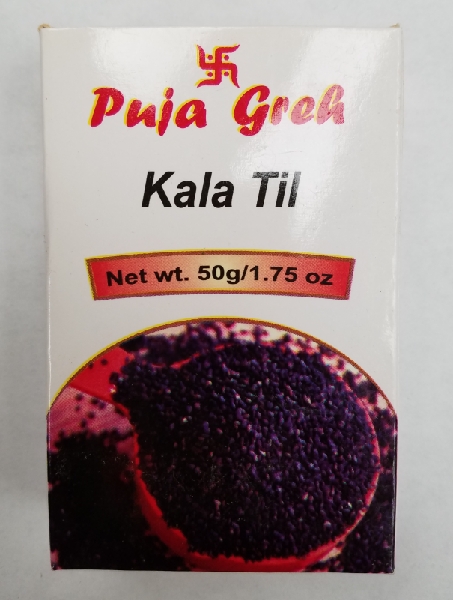 Puja Greh
Kala Til
Net wt. 50g/1.75 oz